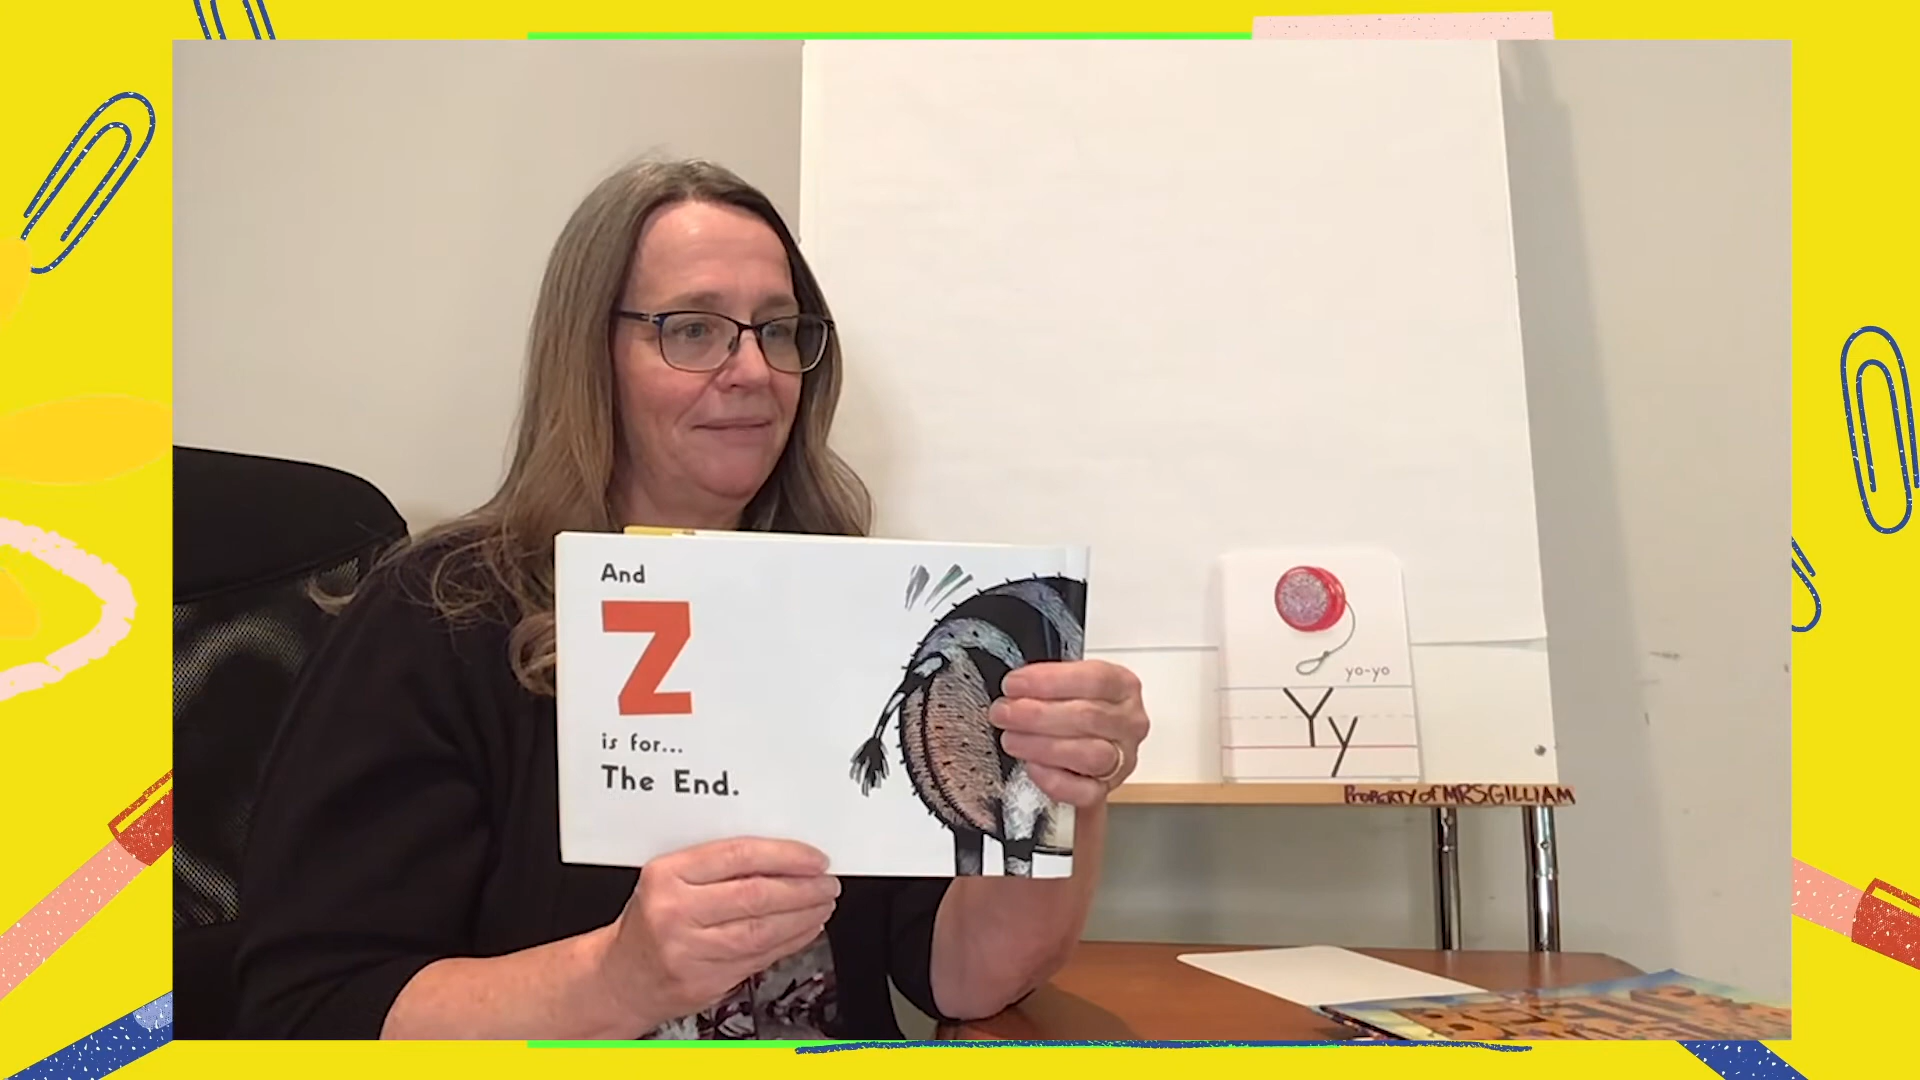 And
Z
is for...
The End.
yo-yo
Yy
PROPERTY of MRS GILLIAM